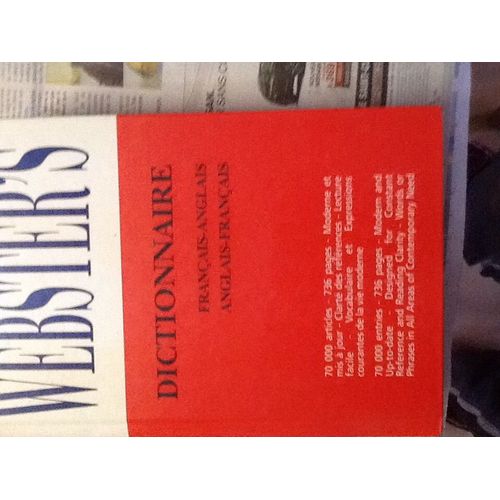 WEBSTER'S
DICTIONNAIRE
FRANÇAIS-ANGLAIS
ANGLAIS-FRANÇAIS
70 000 articles - 736 pages - Moderne et
mis à jour - Clarté des références - Lecture
facile - Vocabulaire et Expressions
courantes de la vie moderne
70 000 entries - 736 pages - Modern and
Up-to-date - Designed for Constant
Reference and Reading Clarity - Words or
Phrases in All Areas of Contemporary Need